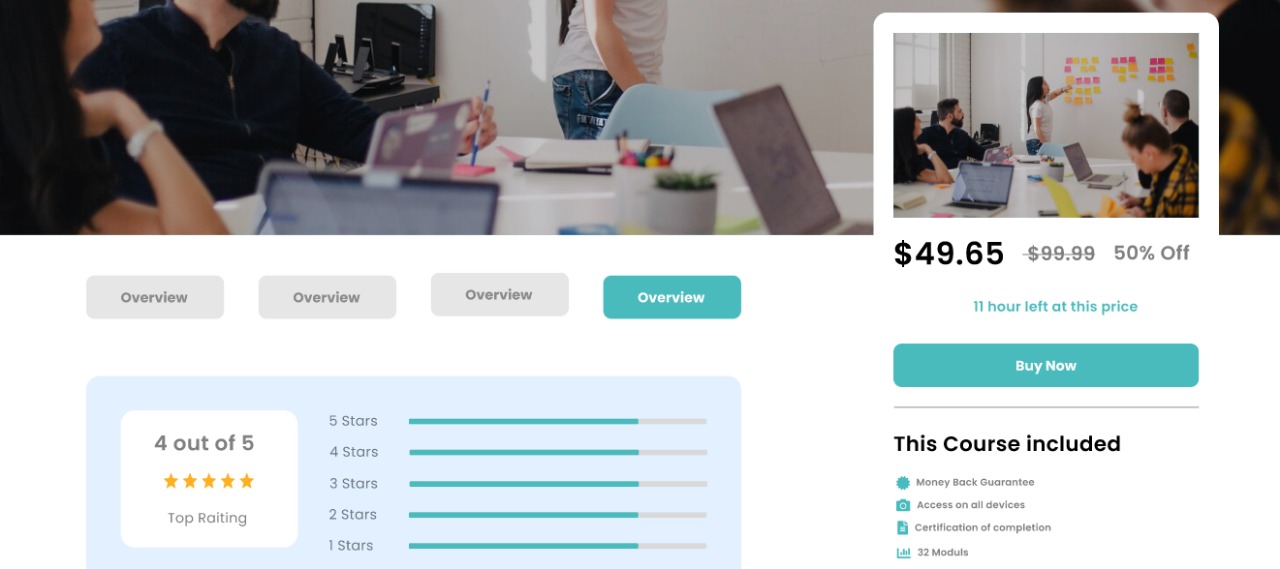 $49.65 $99.99 50% Off
Overview Overview Overview Overview
11 hour left at this price
Buy Now
4 out of 5
Top Raiting
5 Stars
4 Stars
3 Stars
2 Stars
1 Stars
This Course included
Money Back Guarantee
Access on all devices
Certification of completion
32 Moduls